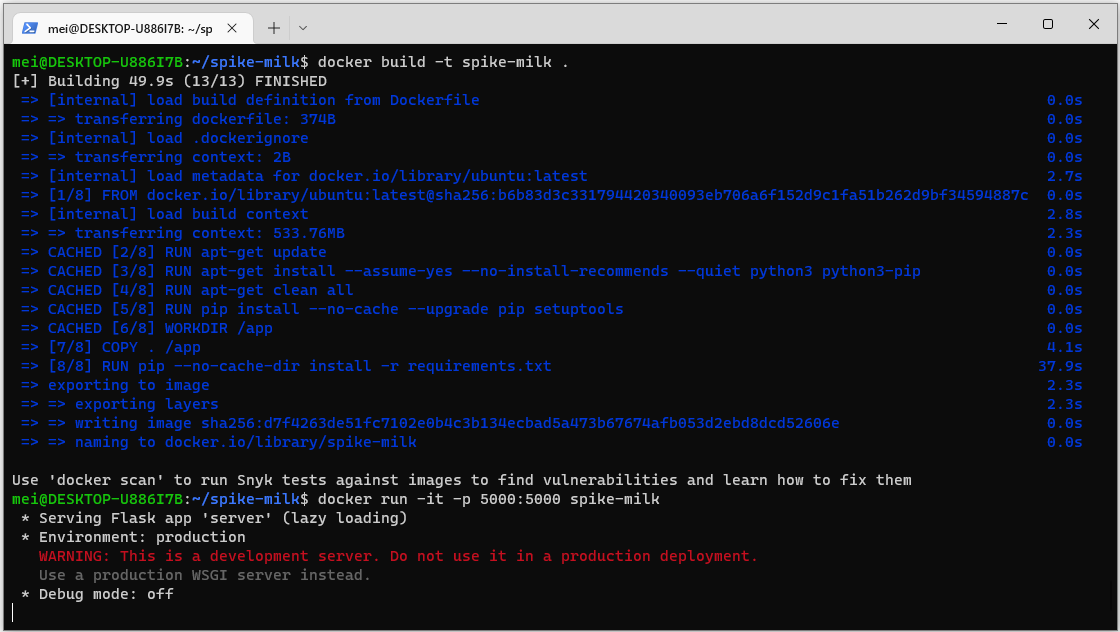 mei@DESKTOP-U886I7B: ~/sp
mei@DESKTOP-U886I7B:~/spike-milk$ docker build -t spike-milk .
[+] Building 49.9s (13/13) FINISHED
=> [internal] load build definition from Dockerfile 0.0s
=> => transferring dockerfile: 374B 0.0s
=> [internal] load .dockerignore 0.0s
=> => transferring context: 2B 0.0s
=> [internal] load metadata for docker.io/library/ubuntu:latest 2.7s
=> [1/8] FROM docker.io/library/ubuntu:latest@sha256:b6b83d3c331794420340093eb706a6f152d9c1fa51b262d9bf34594887c 0.0s
=> [internal] load build context 2.8s
=> => transferring context: 533.76MB 2.3s
=> CACHED [2/8] RUN apt-get update 0.0s
=> CACHED [3/8] RUN apt-get install --assume-yes --no-install-recommends --quiet python3 python3-pip 0.0s
=> CACHED [4/8] RUN apt-get clean all 0.0s
=> CACHED [5/8] RUN pip install --no-cache --upgrade pip setuptools 0.0s
=> CACHED [6/8] WORKDIR /app 0.0s
=> [7/8] COPY . /app 4.1s
=> [8/8] RUN pip --no-cache-dir install -r requirements.txt 37.9s
=> exporting to image 2.3s
=> => exporting layers 2.3s
=> => writing image sha256:d7f4263de51fc7102e0b4c3b134ecbad5a473b67674afb053d2ebd8dcd52606e 0.0s
=> => naming to docker.io/library/spike-milk 0.0s
Use 'docker scan' to run Snyk tests against images to find vulnerabilities and learn how to fix them
mei@DESKTOP-U886I7B:~/spike-milk$ docker run -it -p 5000:5000 spike-milk
* Serving Flask app 'server' (lazy loading)
* Environment: production
WARNING: This is a development server. Do not use it in a production deployment.
Use a production WSGI server instead.
* Debug mode: off